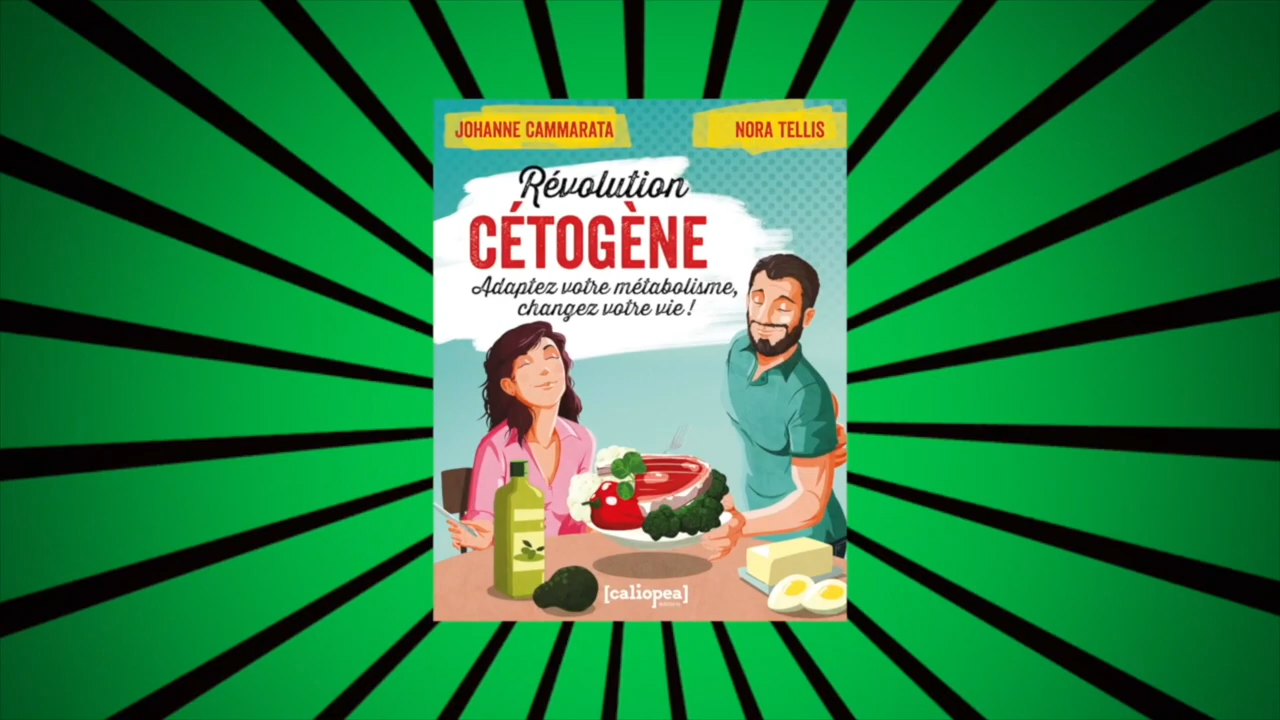 JOHANNE CAMMARATA
NORA TELLIS
Révolution
CÉTOGÈNE
Adaptez votre métabolisme,
changez votre vie !
[caliopea]